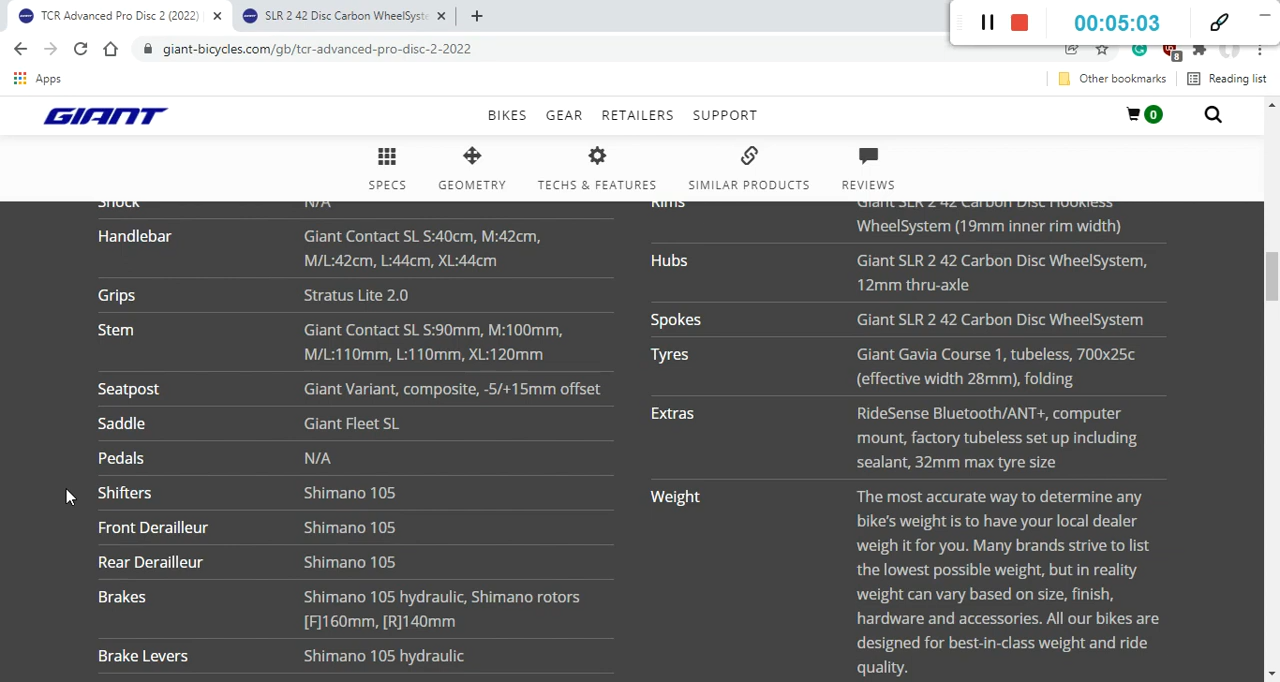 TCR Advanced Pro Disc 2 (2022)
SLR 2 42 Disc Carbon WheelSyste
00:05:03
giant-bicycles.com/gb/tcr-advanced-pro-disc-2-2022
8
Apps
Other bookmarks
Reading list
GIANT
BIKES GEAR RETAILERS SUPPORT
0
SPECS GEOMETRY TECHS & FEATURES SIMILAR PRODUCTS REVIEWS
Shock N/A
Handlebar Giant Contact SL S:40cm, M:42cm,
M/L:42cm, L:44cm, XL:44cm
Grips Stratus Lite 2.0
Stem Giant Contact SL S:90mm, M:100mm,
M/L:110mm, L:110mm, XL:120mm
Seatpost Giant Variant, composite, -5/+15mm offset
Saddle Giant Fleet SL
Pedals N/A
Shifters Shimano 105
Front Derailleur Shimano 105
Rear Derailleur Shimano 105
Brakes Shimano 105 hydraulic, Shimano rotors
[F]160mm, [R]140mm
Brake Levers Shimano 105 hydraulic
Rims Giant SLR 2 42 Carbon Disc Hookless
WheelSystem (19mm inner rim width)
Hubs Giant SLR 2 42 Carbon Disc WheelSystem,
12mm thru-axle
Spokes Giant SLR 2 42 Carbon Disc WheelSystem
Tyres Giant Gavia Course 1, tubeless, 700x25c
(effective width 28mm), folding
Extras RideSense Bluetooth/ANT+, computer
mount, factory tubeless set up including
sealant, 32mm max tyre size
Weight The most accurate way to determine any
bike's weight is to have your local dealer
weigh it for you. Many brands strive to list
the lowest possible weight, but in reality
weight can vary based on size, finish,
hardware and accessories. All our bikes are
designed for best-in-class weight and ride
quality.